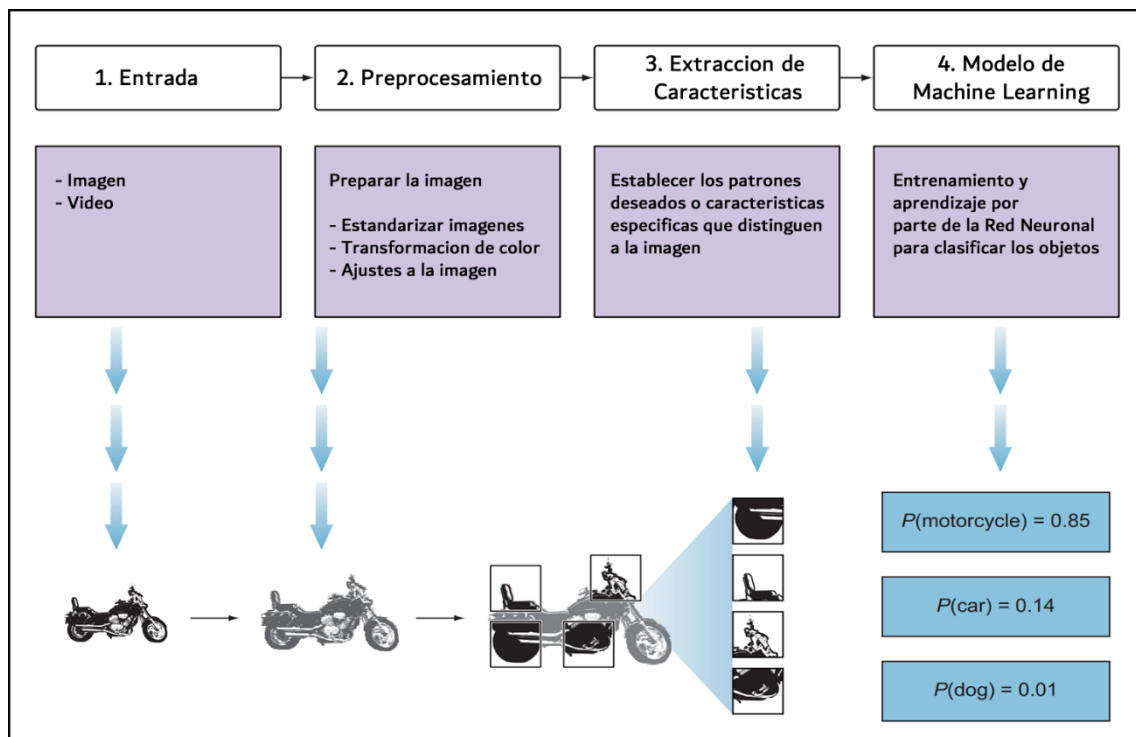 1. Entrada
2. Preprocesamiento
3. Extraccion de
Caracteristicas
4. Modelo de
Machine Learning
- Imagen
- Video
Preparar la imagen
- Estandarizar imagenes
- Transformacion de color
- Ajustes a la imagen
Establecer los patrones
deseados o caracteristicas
especificas que distinguen
a la imagen
Entrenamiento y
aprendizaje por
parte de la Red Neuronal
para clasificar los objetos
P(motorcycle) = 0.85
P(car) = 0.14
P(dog) = 0.01